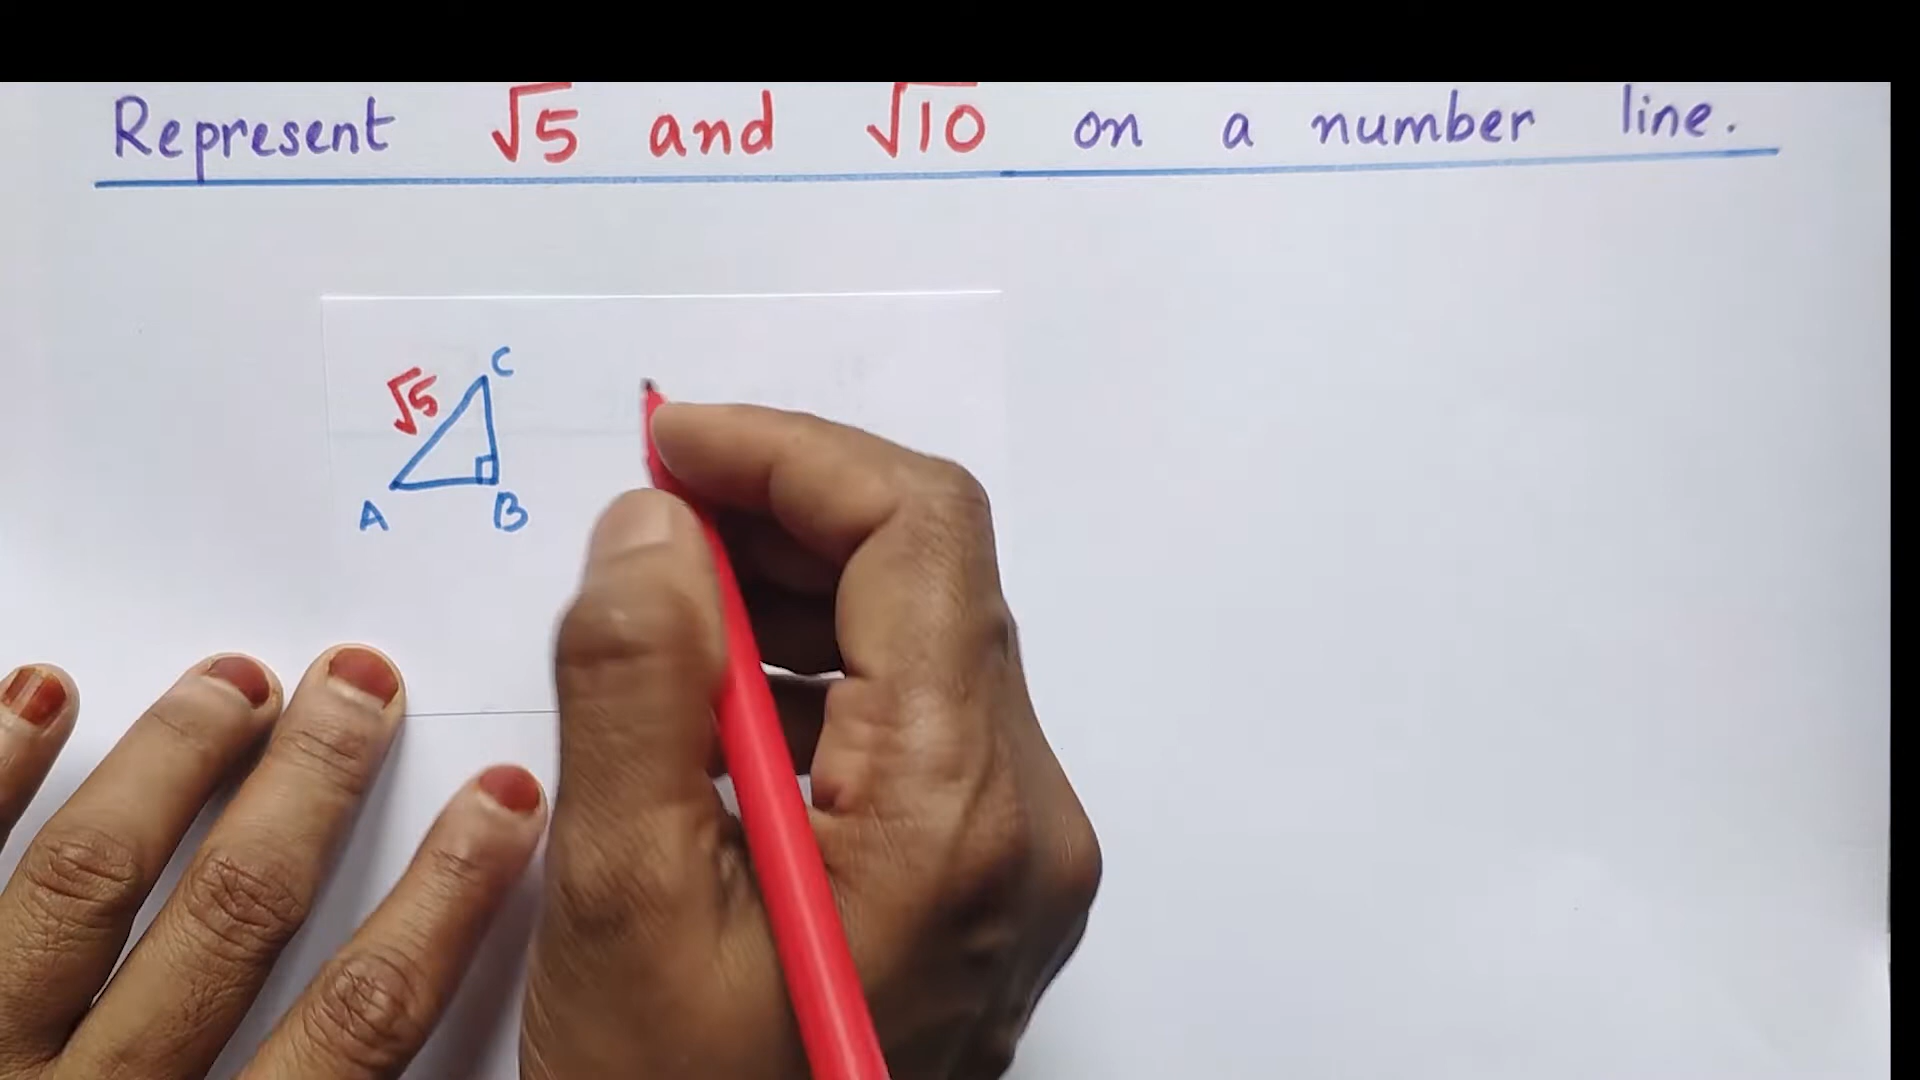 Represent √5 and √10 on a number line.
C
√5
A B